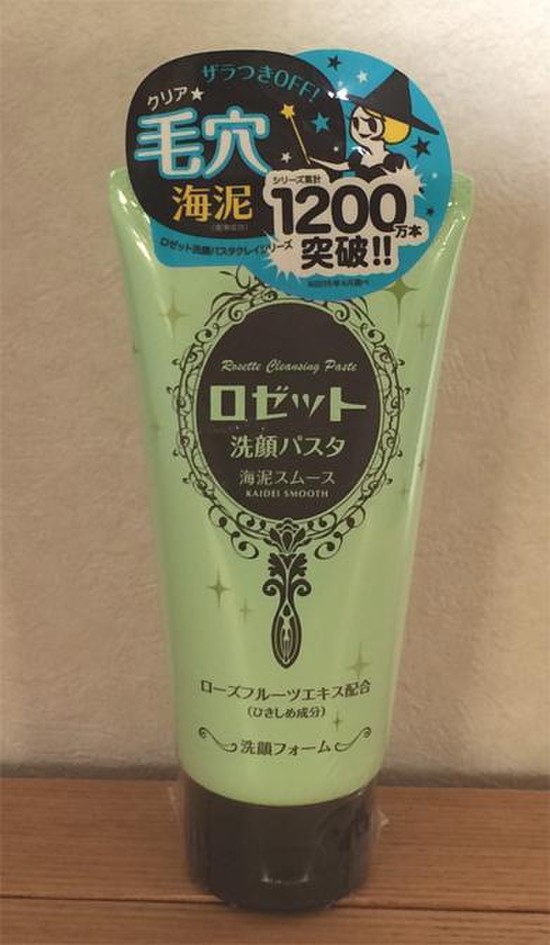 ザラつきOFF!
クリア★
毛穴
海泥
シリーズ累計
1200万本
突破!!
ロゼット洗顔パスタクレイシリーズ
Rosette Cleansing Paste
ロゼット
洗顔パスタ
海泥スムース
KAIDEI SMOOTH
ローズフルーツエキス配合
(ひきしめ成分)
洗顔フォーム